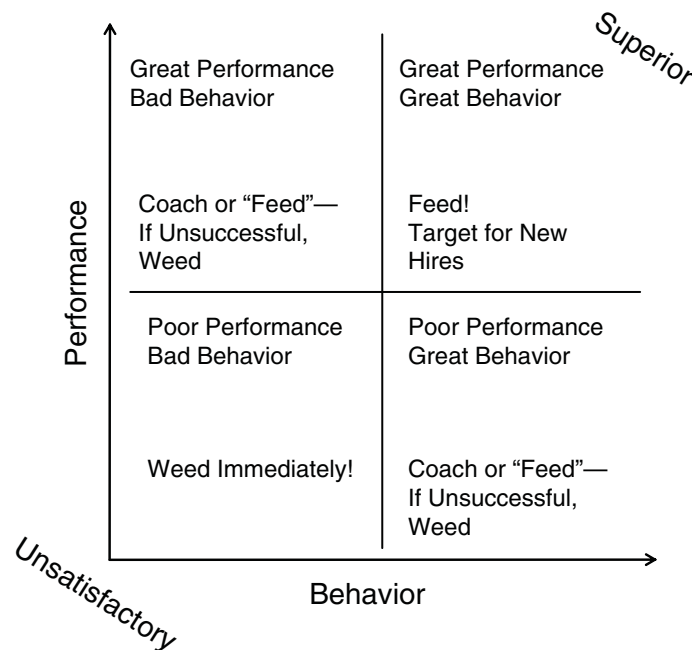 Superior
Great Performance
Bad Behavior
Great Performance
Great Behavior
Coach or “Feed”—
If Unsuccessful,
Weed
Feed!
Target for New
Hires
Performance
Poor Performance
Bad Behavior
Poor Performance
Great Behavior
Weed Immediately!
Coach or “Feed”—
If Unsuccessful,
Weed
Unsatisfactory
Behavior